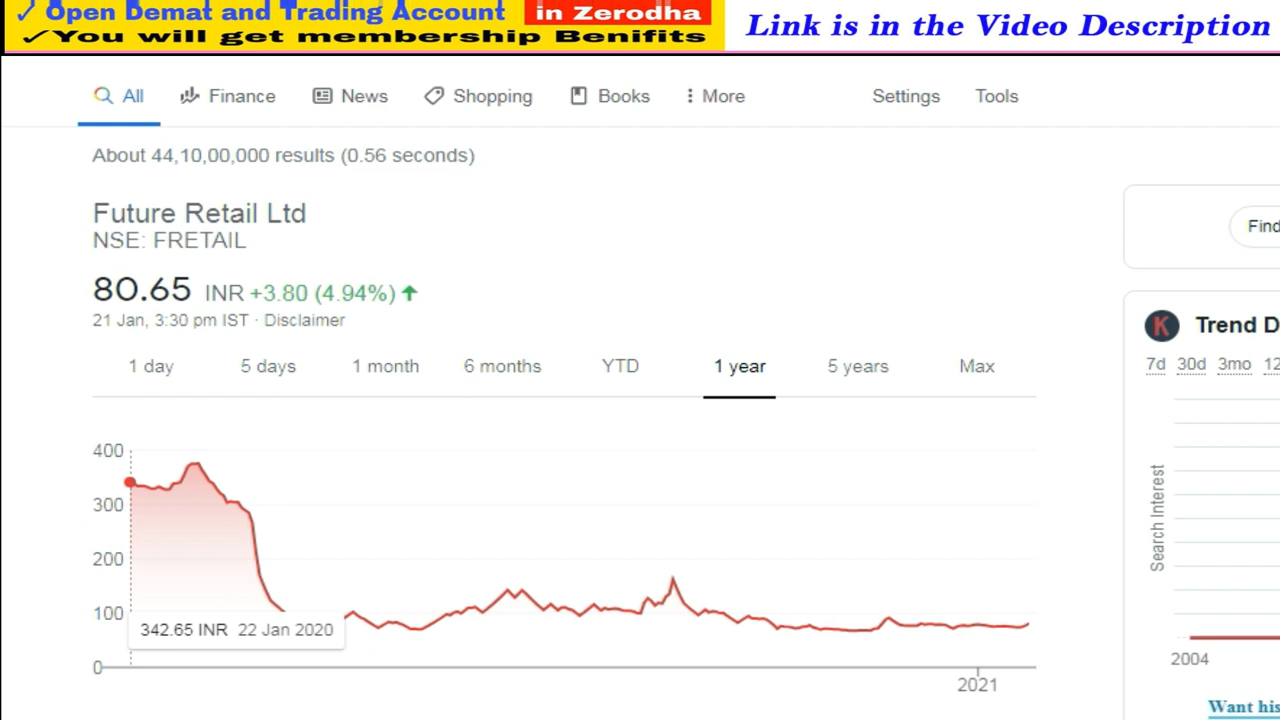 ✓ Open Demat and Trading Account in Zerodha
✓You will get membership Benifits
Link is in the Video Description
All Finance News Shopping Books More Settings Tools
About 44,10,00,000 results (0.56 seconds)
Future Retail Ltd
NSE: FRETAIL
Find
80.65 INR +3.80 (4.94%)
21 Jan, 3:30 pm IST · Disclaimer
Trend D
1 day 5 days 1 month 6 months YTD 1 year 5 years Max
7d 30d 3mo 12
400
300
200
100
0
342.65 INR 22 Jan 2020
2021
Search Interest
2004
Want his